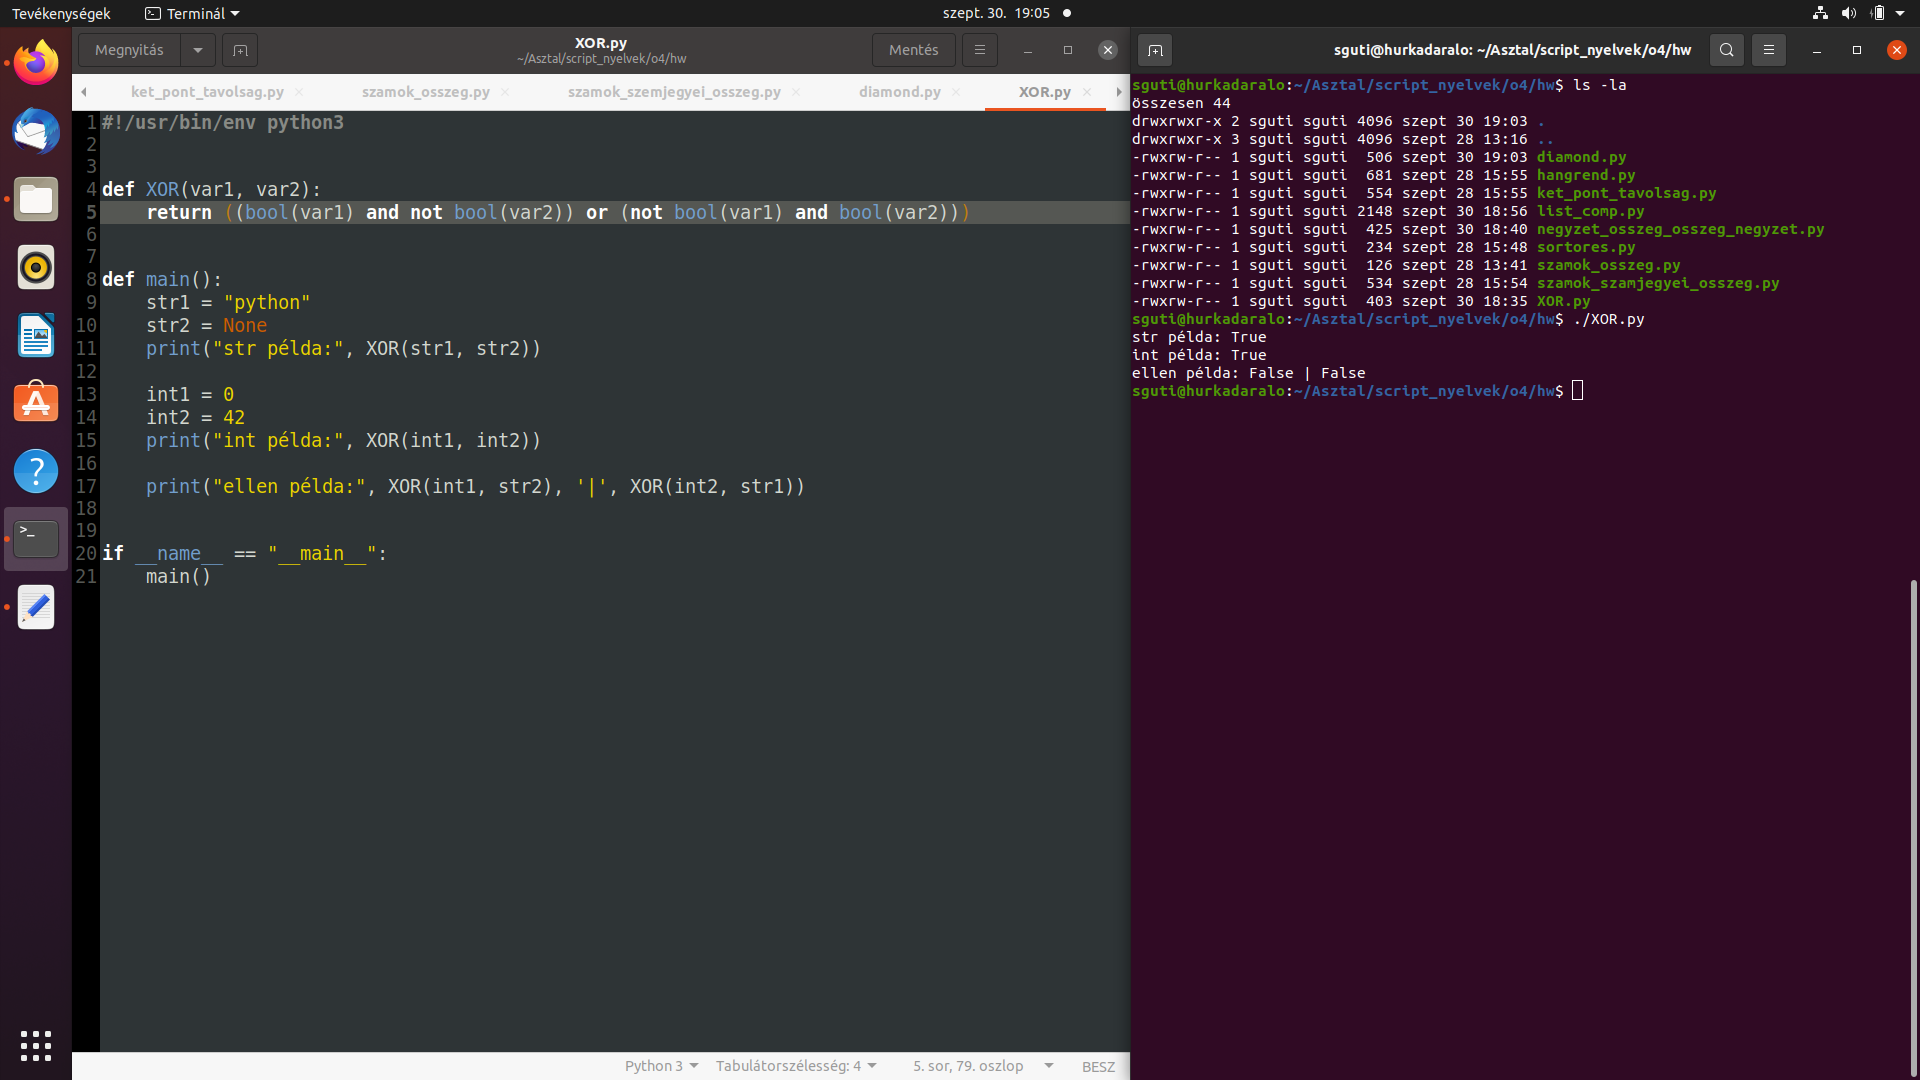 Tevékenységek
Terminál
szept. 30. 19:05
Megnyitás
XOR.py
~/Asztal/script_nyelvek/o4/hw
Mentés
ket_pont_tavolsag.py
szamok_osszeg.py
szamok_szemjegyei_osszeg.py
diamond.py
XOR.py
1 #!/usr/bin/env python3
2
3
4 def XOR(var1, var2):
5     return ((bool(var1) and not bool(var2)) or (not bool(var1) and bool(var2)))
6
7
8 def main():
9     str1 = "python"
10     str2 = None
11     print("str példa:", XOR(str1, str2))
12
13     int1 = 0
14     int2 = 42
15     print("int példa:", XOR(int1, int2))
16
17     print("ellen példa:", XOR(int1, str2), '|', XOR(int2, str1))
18
19
20 if __name__ == "__main__":
21     main()
Python 3
Tabulátorszélesség: 4
5. sor, 79. oszlop
BESZ
sguti@hurkadaralo: ~/Asztal/script_nyelvek/o4/hw
sguti@hurkadaralo:~/Asztal/script_nyelvek/o4/hw$ ls -la
összesen 44
drwxrwxr-x 2 sguti sguti 4096 szept 30 19:03 .
drwxrwxr-x 3 sguti sguti 4096 szept 28 13:16 ..
-rwxrw-r-- 1 sguti sguti  506 szept 30 19:03 diamond.py
-rwxrw-r-- 1 sguti sguti  681 szept 28 15:55 hangrend.py
-rwxrw-r-- 1 sguti sguti  554 szept 28 15:55 ket_pont_tavolsag.py
-rwxrw-r-- 1 sguti sguti 2148 szept 30 18:56 list_comp.py
-rwxrw-r-- 1 sguti sguti  425 szept 30 18:40 negyzet_osszeg_osszeg_negyzet.py
-rwxrw-r-- 1 sguti sguti  234 szept 28 15:48 sortores.py
-rwxrw-r-- 1 sguti sguti  126 szept 28 13:41 szamok_osszeg.py
-rwxrw-r-- 1 sguti sguti  534 szept 28 15:54 szamok_szamjegyei_osszeg.py
-rwxrw-r-- 1 sguti sguti  403 szept 30 18:35 XOR.py
sguti@hurkadaralo:~/Asztal/script_nyelvek/o4/hw$ ./XOR.py
str példa: True
int példa: True
ellen példa: False | False
sguti@hurkadaralo:~/Asztal/script_nyelvek/o4/hw$